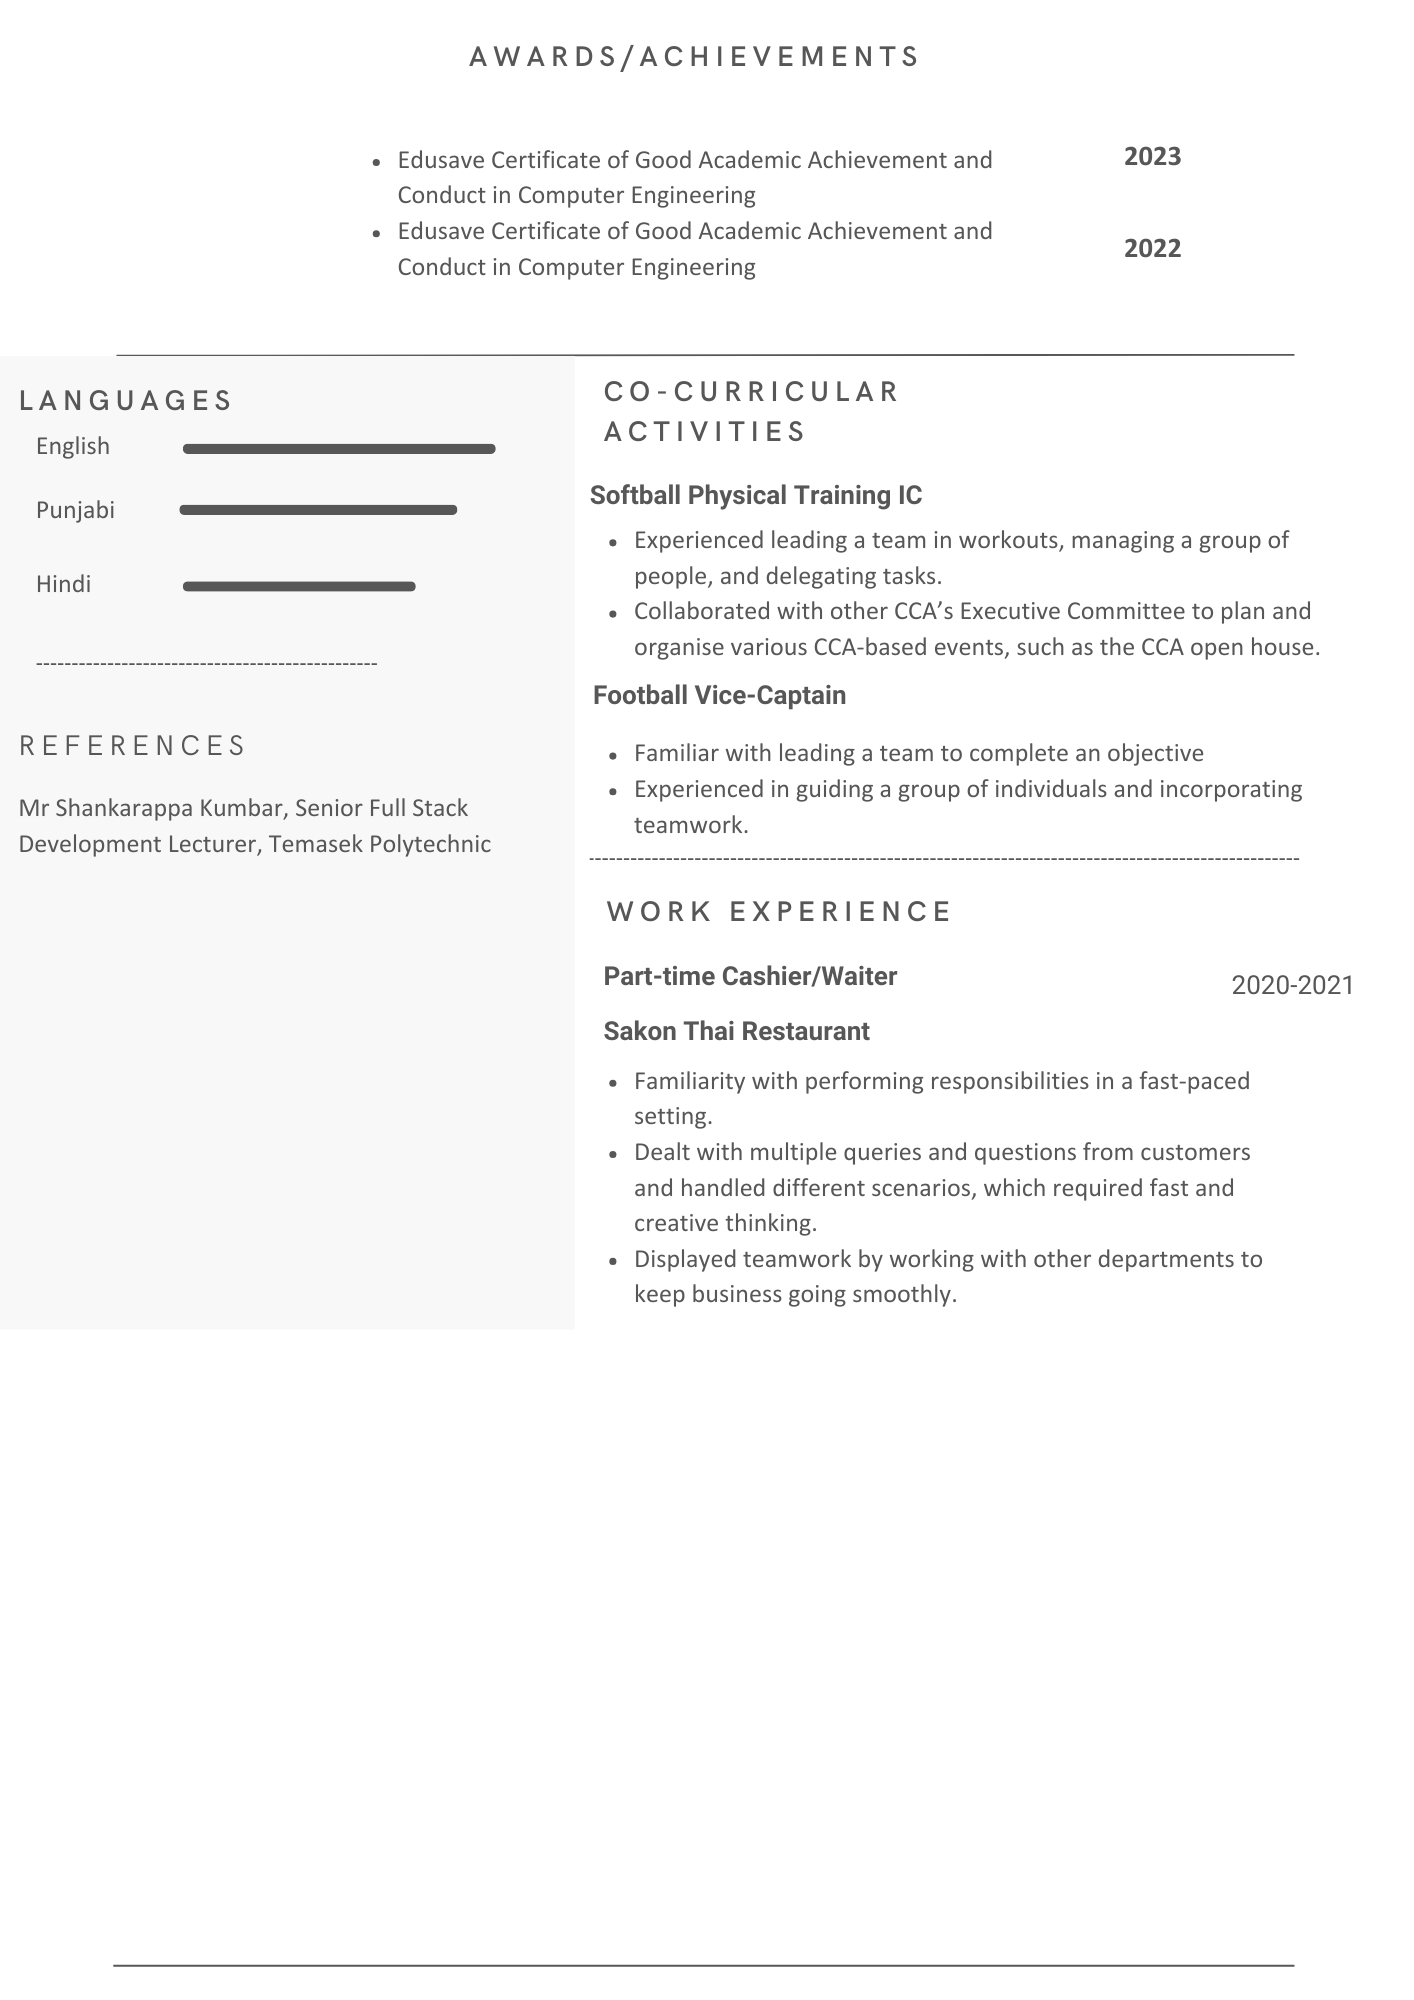 AWARDS/ACHIEVEMENTS
• Edusave Certificate of Good Academic Achievement and
Conduct in Computer Engineering
2023
• Edusave Certificate of Good Academic Achievement and
Conduct in Computer Engineering
2022
LANGUAGES
English
Punjabi
Hindi
------------------------------------------------
REFERENCES
Mr Shankarappa Kumbar, Senior Full Stack
Development Lecturer, Temasek Polytechnic
CO-CURRICULAR
ACTIVITIES
Softball Physical Training IC
• Experienced leading a team in workouts, managing a group of
people, and delegating tasks.
• Collaborated with other CCA’s Executive Committee to plan and
organise various CCA-based events, such as the CCA open house.
Football Vice-Captain
• Familiar with leading a team to complete an objective
• Experienced in guiding a group of individuals and incorporating
teamwork.
----------------------------------------------------------------------------------------------------
WORK EXPERIENCE
Part-time Cashier/Waiter
2020-2021
Sakon Thai Restaurant
• Familiarity with performing responsibilities in a fast-paced
setting.
• Dealt with multiple queries and questions from customers
and handled different scenarios, which required fast and
creative thinking.
• Displayed teamwork by working with other departments to
keep business going smoothly.